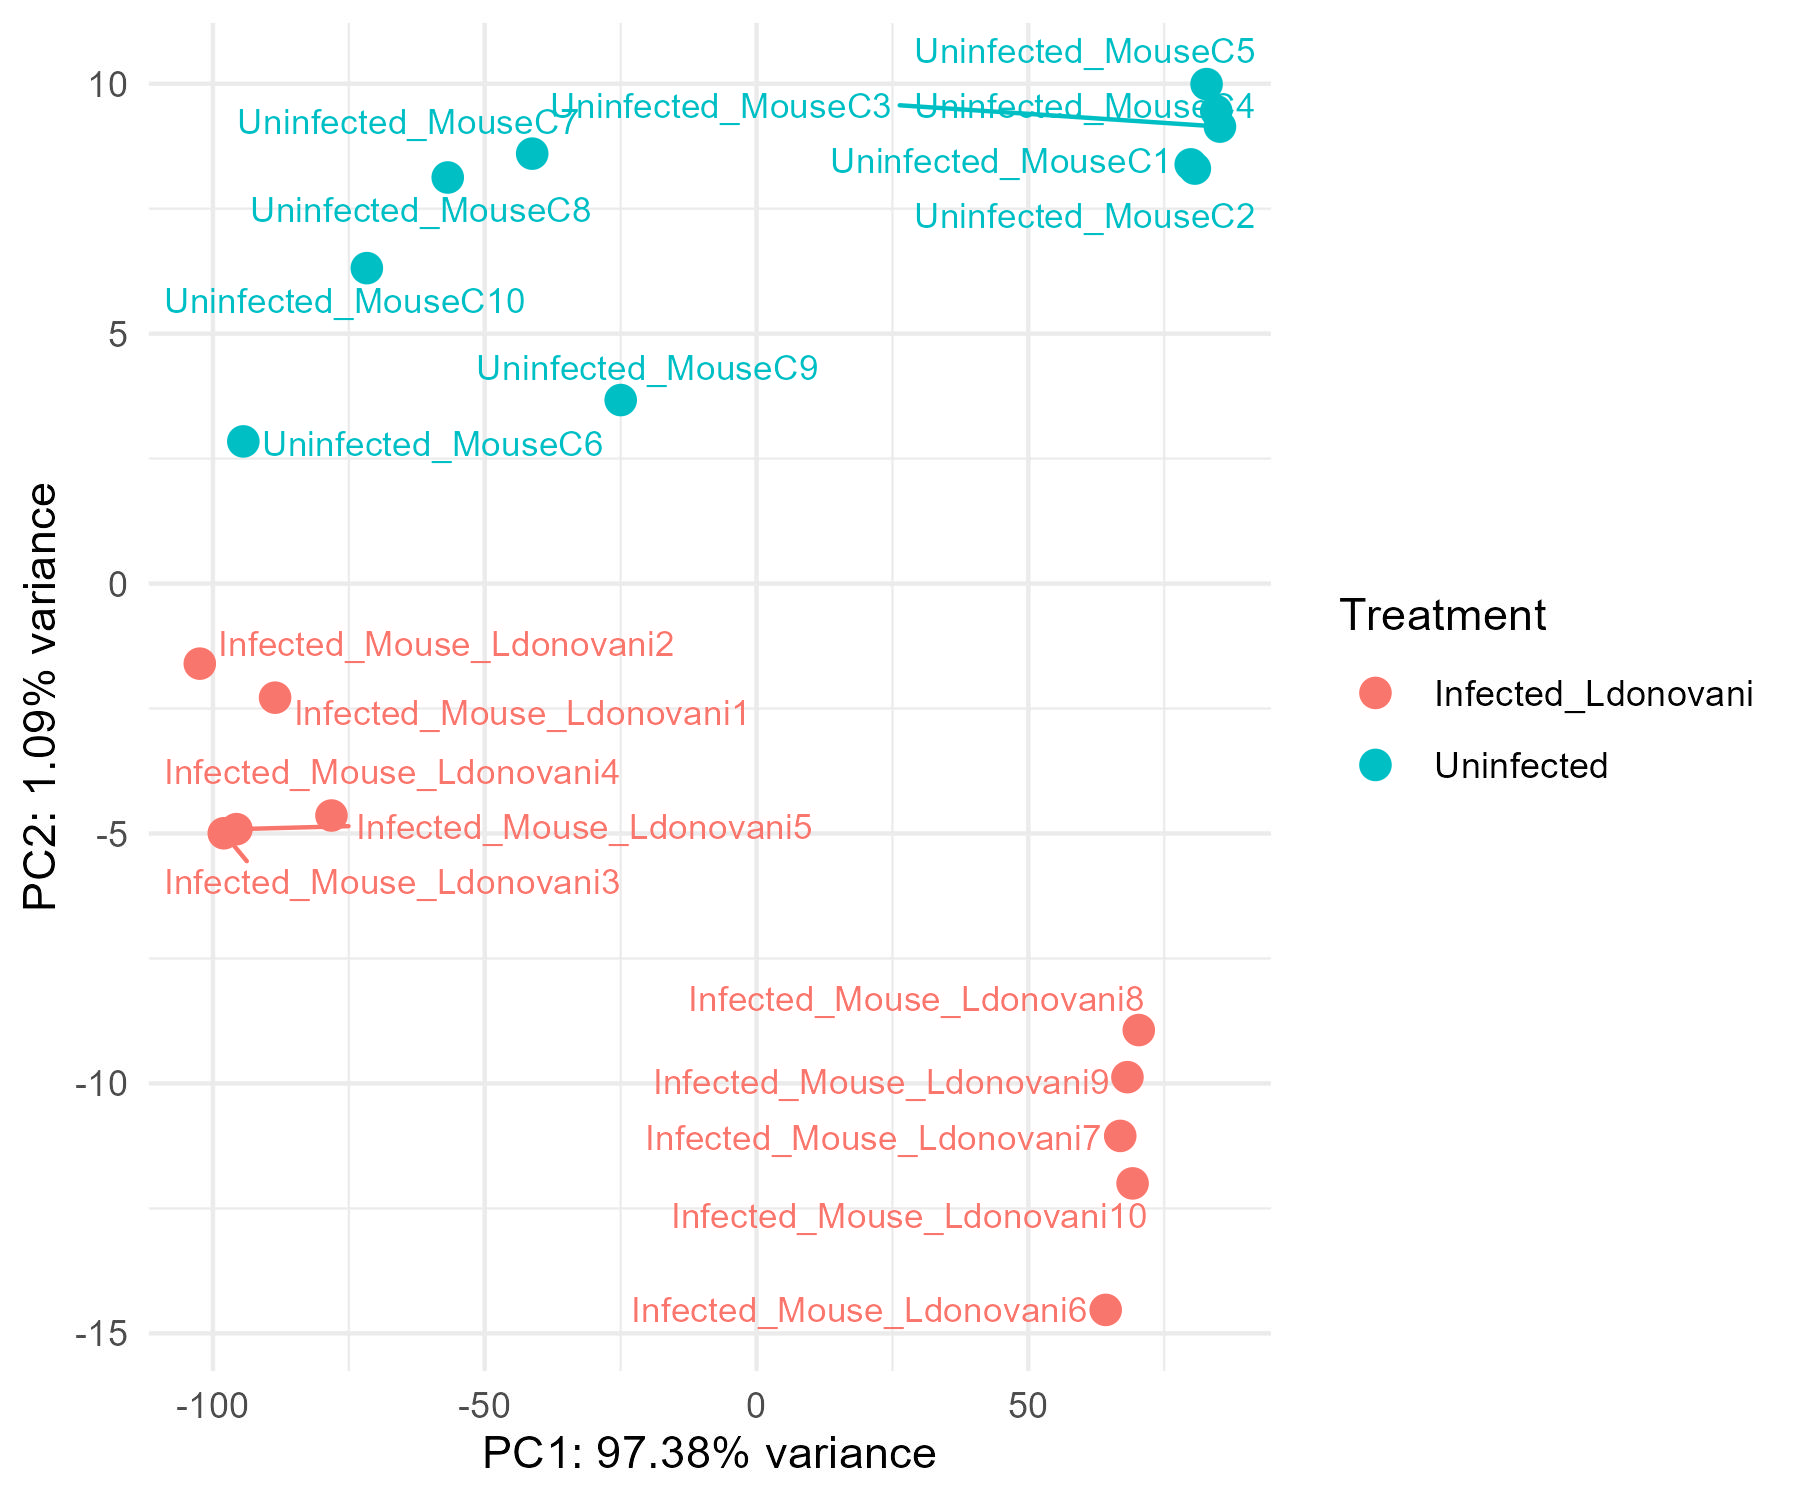 Uninfected_MouseC5
10
Uninfected_MouseC3
Uninfected_MouseC4
Uninfected_MouseC7
Uninfected_MouseC1
Uninfected_MouseC8
Uninfected_MouseC2
Uninfected_MouseC10
5
Uninfected_MouseC9
Uninfected_MouseC6
0
Infected_Mouse_Ldonovani2
Infected_Mouse_Ldonovani1
Infected_Mouse_Ldonovani4
Infected_Mouse_Ldonovani5
-5
Infected_Mouse_Ldonovani3
Infected_Mouse_Ldonovani8
Infected_Mouse_Ldonovani9
-10
Infected_Mouse_Ldonovani7
Infected_Mouse_Ldonovani10
Infected_Mouse_Ldonovani6
-15
-100
-50
0
50
PC1: 97.38% variance
PC2: 1.09% variance
Treatment
Infected_Ldonovani
Uninfected